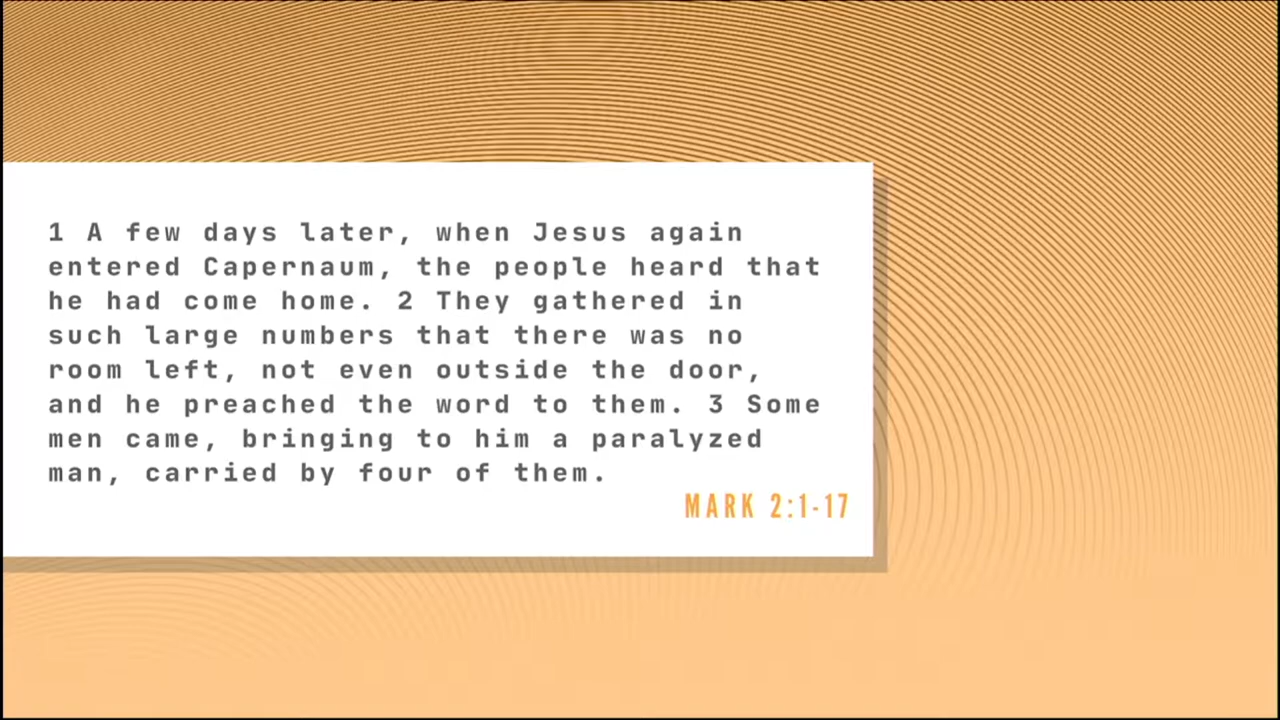 1 A few days later, when Jesus again
entered Capernaum, the people heard that
he had come home. 2 They gathered in
such large numbers that there was no
room left, not even outside the door,
and he preached the word to them. 3 Some
men came, bringing to him a paralyzed
man, carried by four of them.
MARK 2:1-17